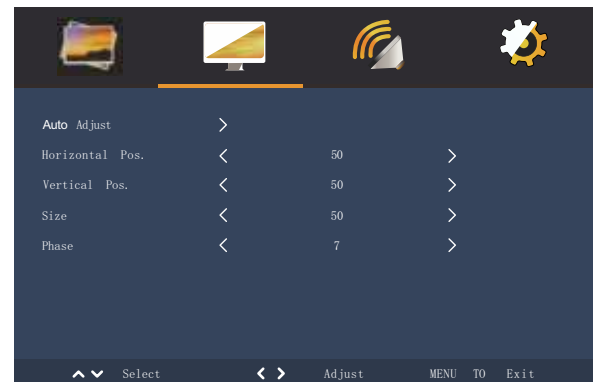 Auto Adjust
Horizontal Pos. 50
Vertical Pos. 50
Size 50
Phase 7
Select Adjust MENU TO Exit